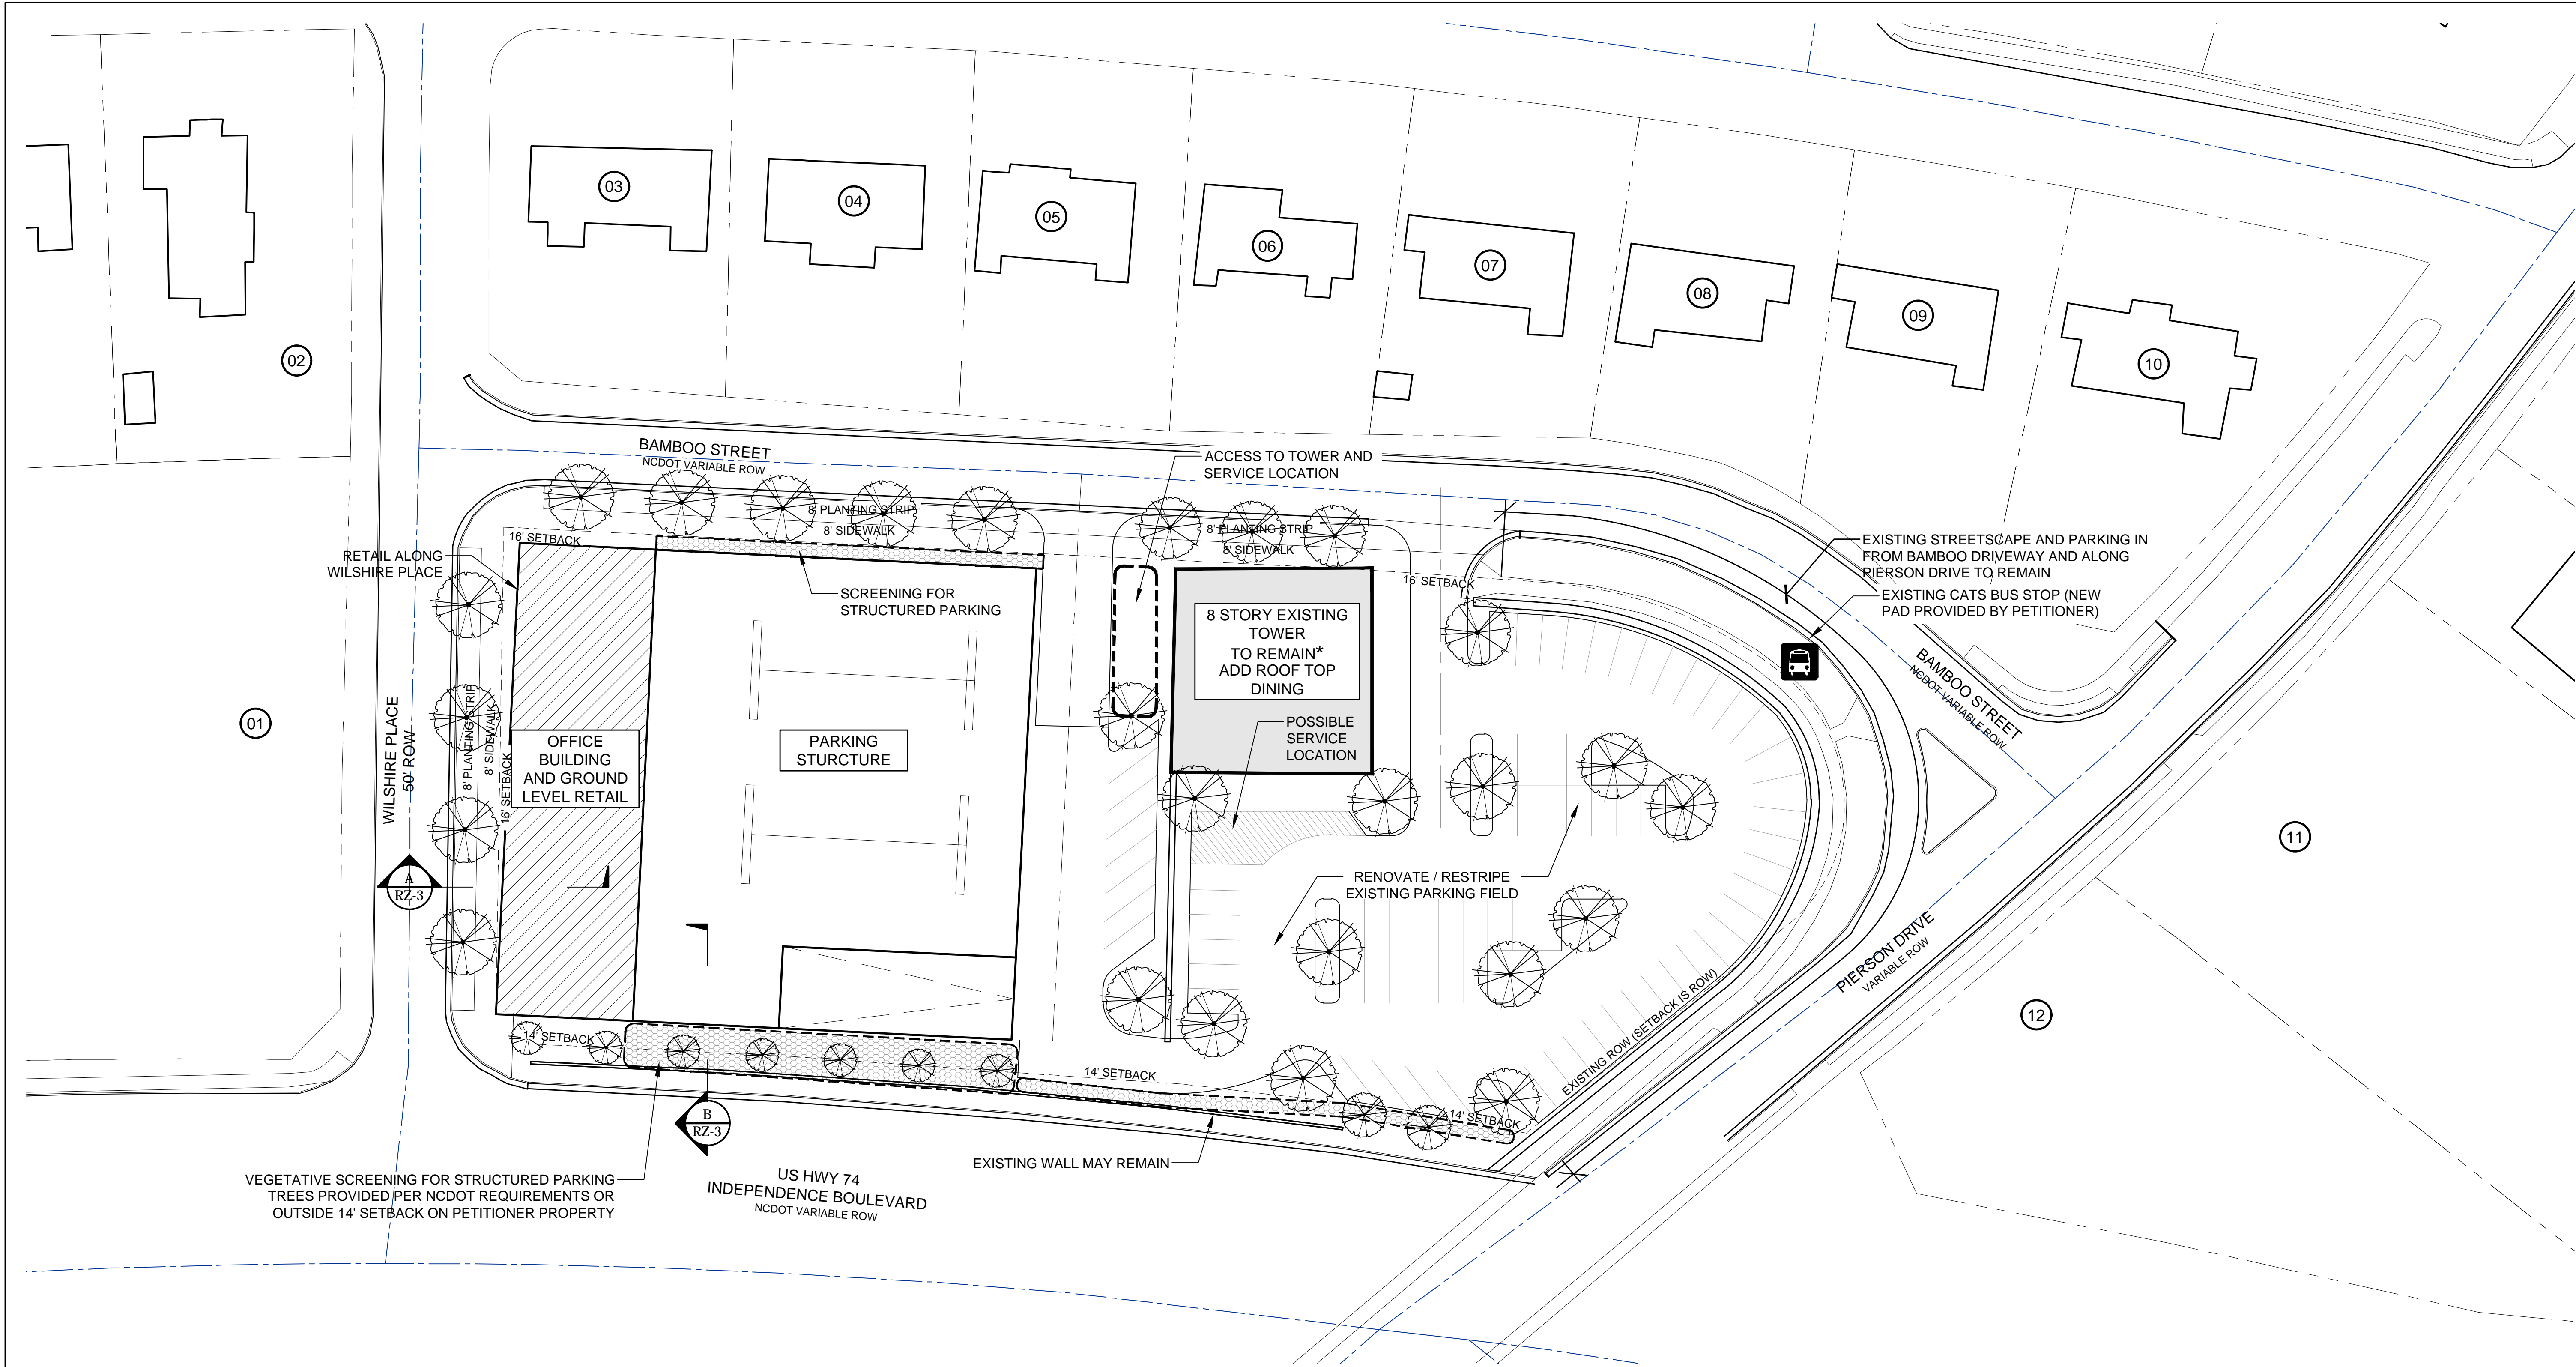 03
04
05
06
07
08
09
10
02
BAMBOO STREET
NCDOT VARIABLE ROW
ACCESS TO TOWER AND
SERVICE LOCATION
8' PLANTING STRIP
8' SIDEWALK
8' PLANTING STRIP
8' SIDEWALK
16' SETBACK
RETAIL ALONG
WILSHIRE PLACE
SCREENING FOR
STRUCTURED PARKING
16' SETBACK
EXISTING STREETSCAPE AND PARKING IN
FROM BAMBOO DRIVEWAY AND ALONG
PIERSON DRIVE TO REMAIN
EXISTING CATS BUS STOP (NEW
PAD PROVIDED BY PETITIONER)
8 STORY EXISTING
TOWER
TO REMAIN*
ADD ROOF TOP
DINING
POSSIBLE
SERVICE
LOCATION
BAMBOO STREET
NCDOT VARIABLE ROW
01
WILSHIRE PLACE
50' ROW
8' PLANTING STRIP
8' SIDEWALK
16' SETBACK
OFFICE
BUILDING
AND GROUND
LEVEL RETAIL
PARKING
STURCTURE
11
RENOVATE / RESTRIPE
EXISTING PARKING FIELD
A
RZ-3
PIERSON DRIVE
VARIABLE ROW
12
EXISTING ROW (SETBACK IS ROW)
14' SETBACK
14' SETBACK
14' SETBACK
B
RZ-3
EXISTING WALL MAY REMAIN
VEGETATIVE SCREENING FOR STRUCTURED PARKING
TREES PROVIDED PER NCDOT REQUIREMENTS OR
OUTSIDE 14' SETBACK ON PETITIONER PROPERTY
US HWY 74
INDEPENDENCE BOULEVARD
NCDOT VARIABLE ROW